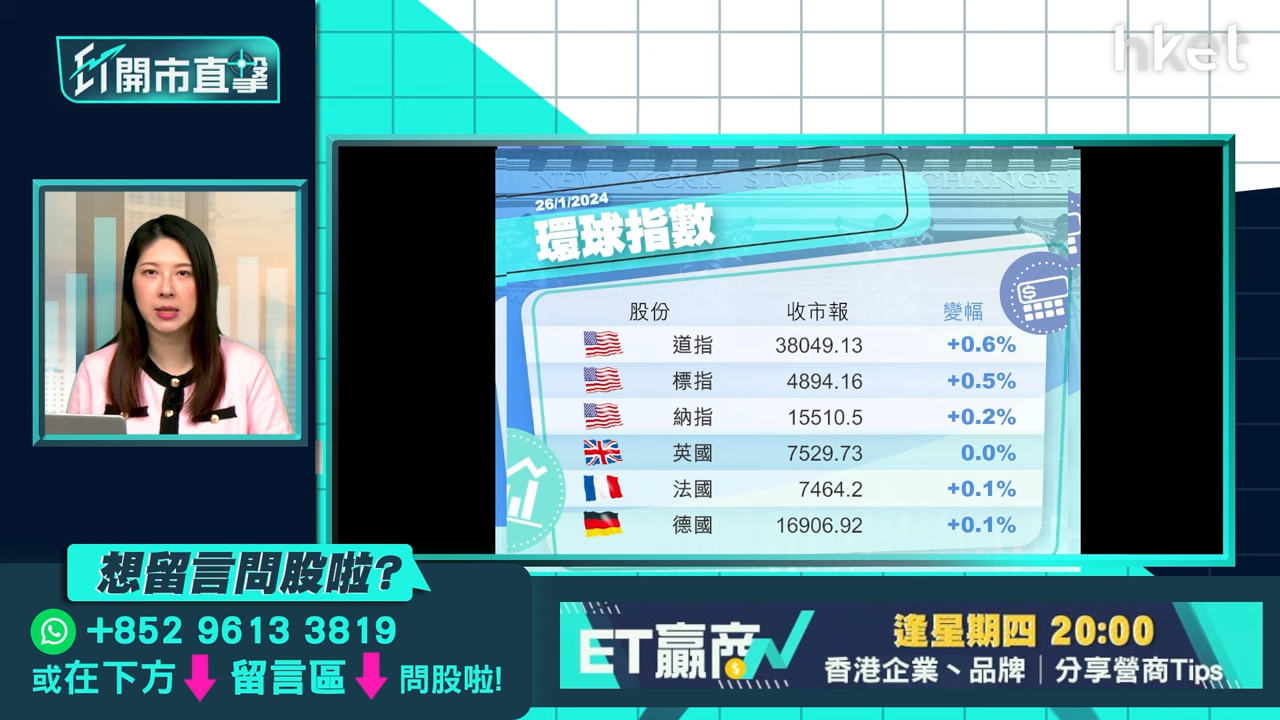 ET開市直擊
hket
NEW YORK STOCK EXCHANGE
26/1/2024
環球指數
股份 收市報 變幅
道指 38049.13 +0.6%
標指 4894.16 +0.5%
納指 15510.5 +0.2%
英國 7529.73 0.0%
法國 7464.2 +0.1%
德國 16906.92 +0.1%
想留言問股啦?
+852 9613 3819
或在下方 留言區 問股啦!
ET贏商
逢星期四 20:00
香港企業、品牌｜分享營商Tips